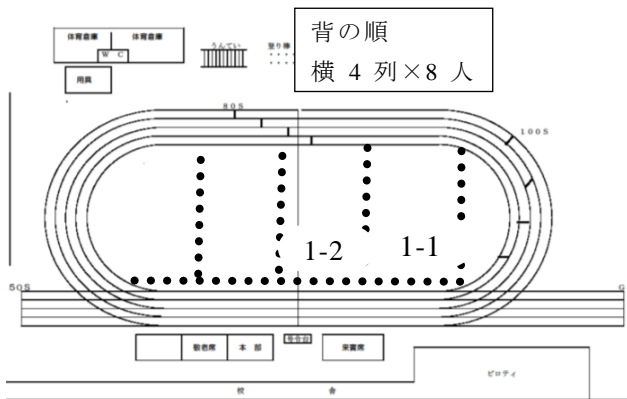 背の順
横 4 列×8 人
体育倉庫
体育倉庫
W C
用具
うんてい
登り棒
80S
100S
1-2
1-1
50S
G
敬老席
本 部
号令台
来賓席
ピロティ
校 舎